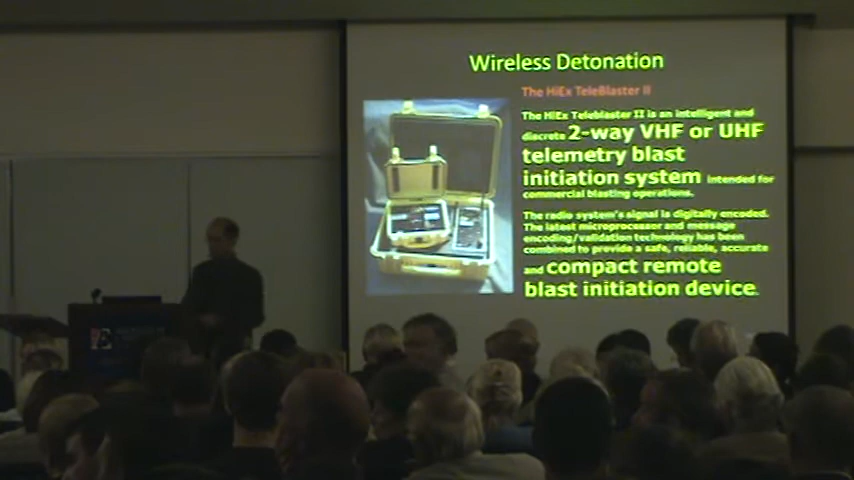 Wireless Detonation
The HiEx TeleBlaster II
The HiEx Teleblaster II is an intelligent and
discrete 2-way VHF or UHF
telemetry blast
initiation system intended for
commercial blasting operations.
The radio system's signal is digitally encoded.
The latest microprocessor and message
encoding/validation technology has been
combined to provide a safe, reliable, accurate
and compact remote
blast initiation device.